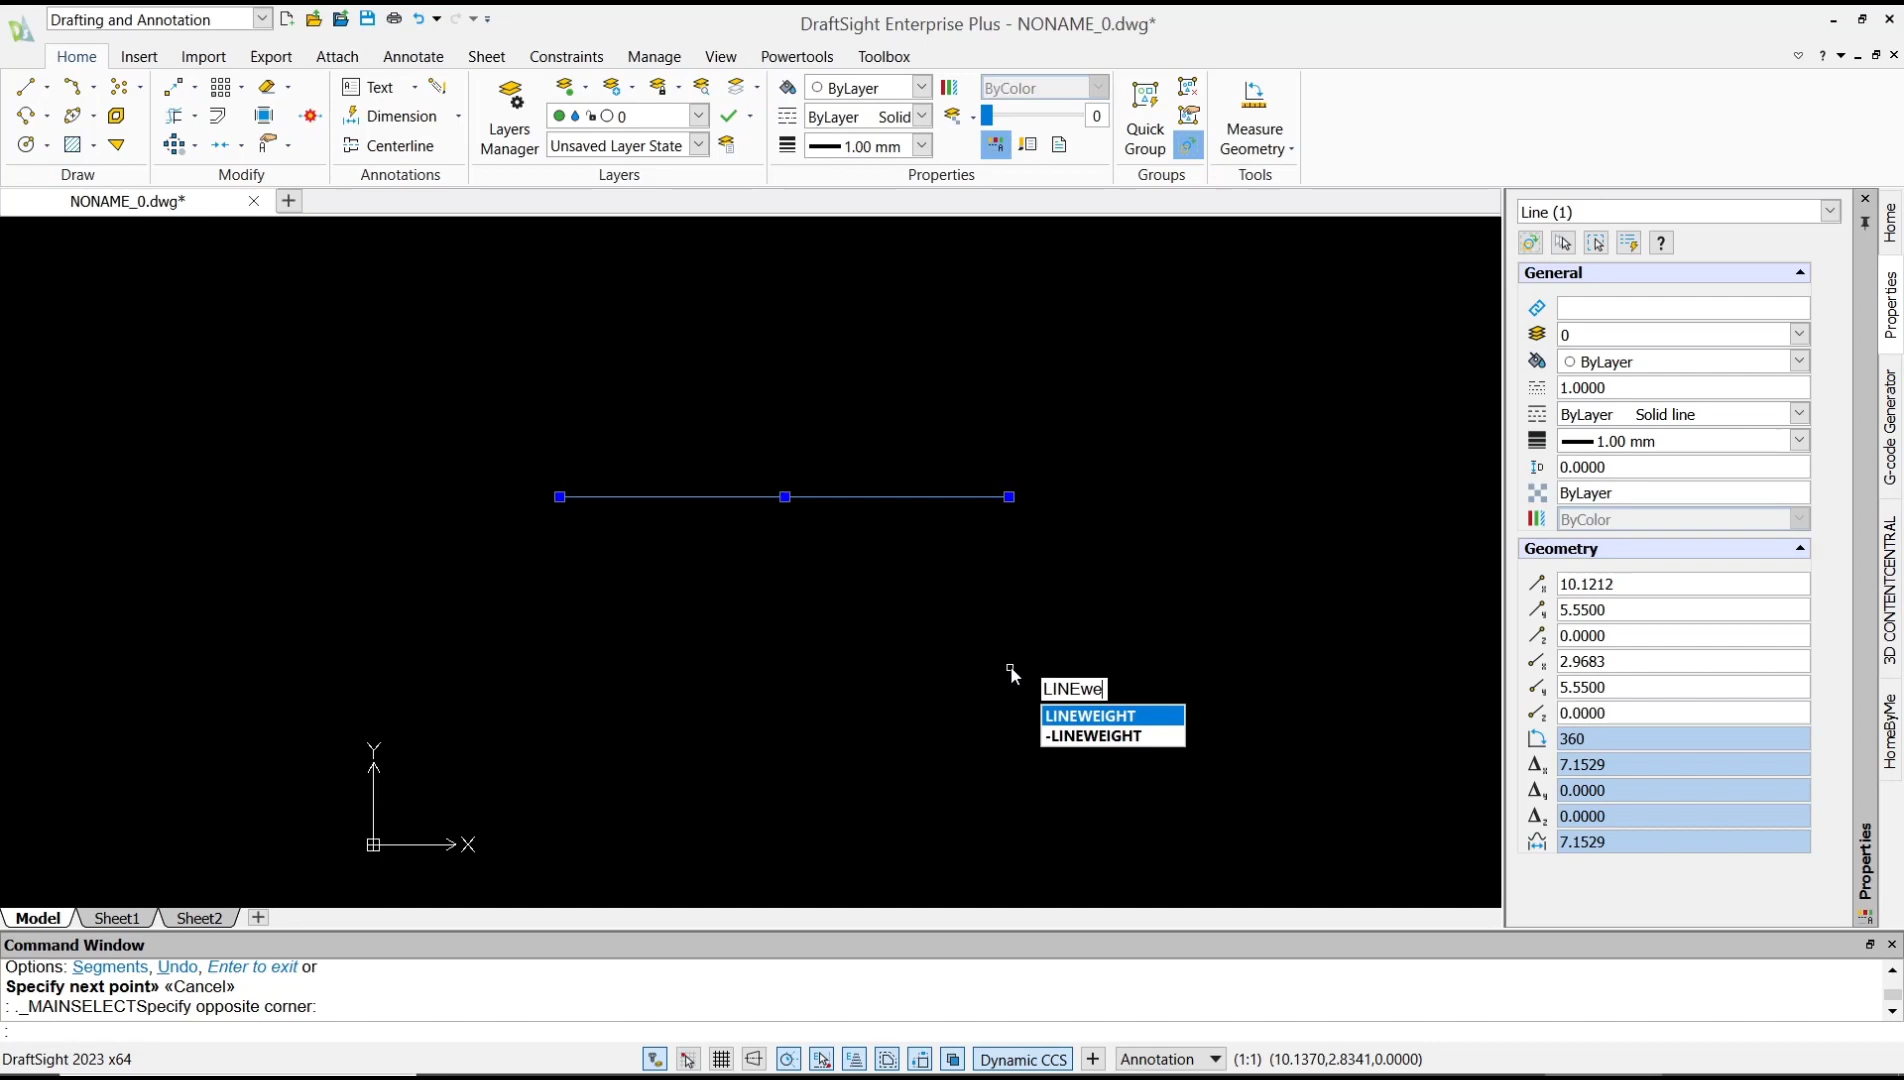 Drafting and Annotation
DraftSight Enterprise Plus - NONAME_0.dwg*
Home
Insert
Import
Export
Attach
Annotate
Sheet
Constraints
Manage
View
Powertools
Toolbox
Text
Dimension
Centerline
Layers
Manager
0
Unsaved Layer State
ByLayer
ByLayer Solid
1.00 mm
ByColor
0
Quick
Group
Measure
Geometry
Draw
Modify
Annotations
Layers
Properties
Groups
Tools
NONAME_0.dwg*
Line (1)
General
0
ByLayer
1.0000
ByLayer Solid line
1.00 mm
0.0000
ByLayer
ByColor
Geometry
x 10.1212
y 5.5500
z 0.0000
x 2.9683
y 5.5500
z 0.0000
360
Δx 7.1529
Δy 0.0000
Δz 0.0000
7.1529
Home
Properties
G-code Generator
3D CONTENTCENTRAL
HomeByMe
Properties
LINEwe
LINEWEIGHT
-LINEWEIGHT
Y
X
Model
Sheet1
Sheet2
Command Window
Options: Segments, Undo, Enter to exit or
Specify next point» «Cancel»
: ._MAINSELECTSpecify opposite corner:
:
DraftSight 2023 x64
Dynamic CCS
Annotation
(1:1) (10.1370,2.8341,0.0000)